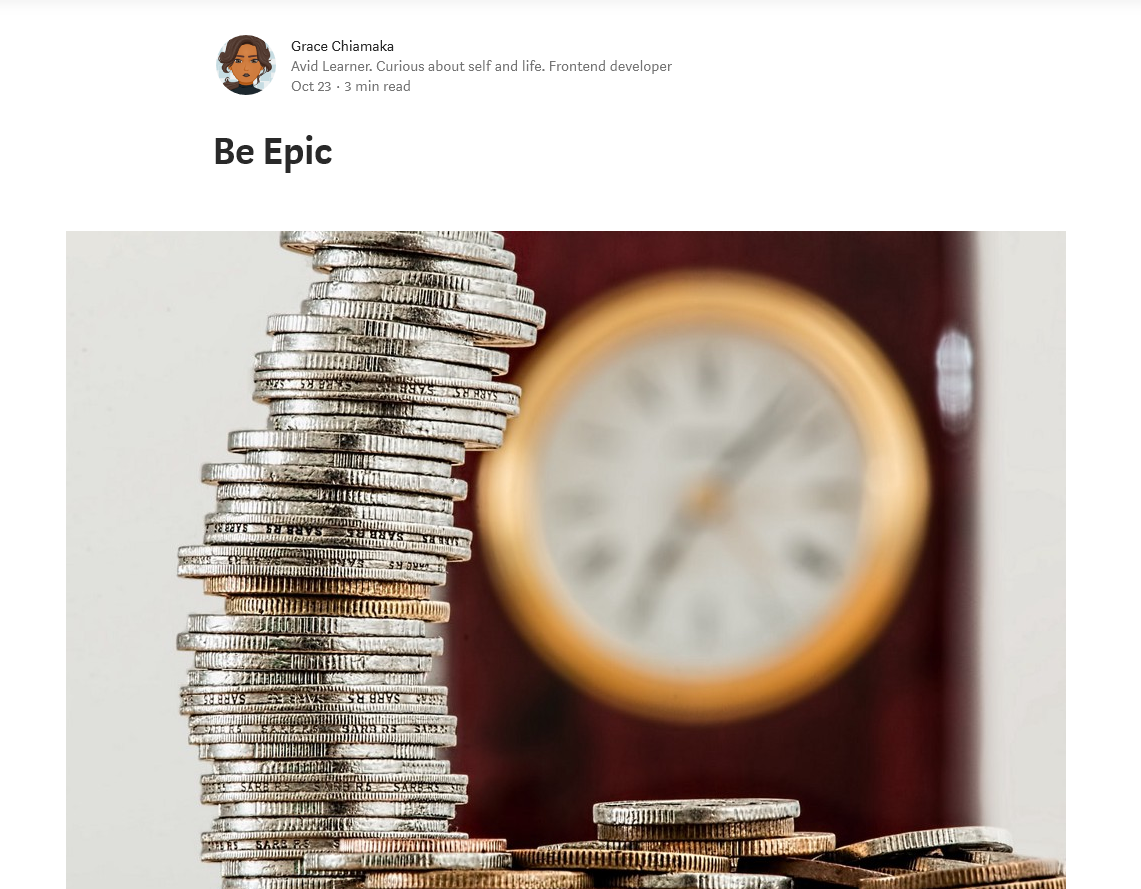 Grace Chiamaka
Avid Learner. Curious about self and life. Frontend developer
Oct 23 · 3 min read
Be Epic